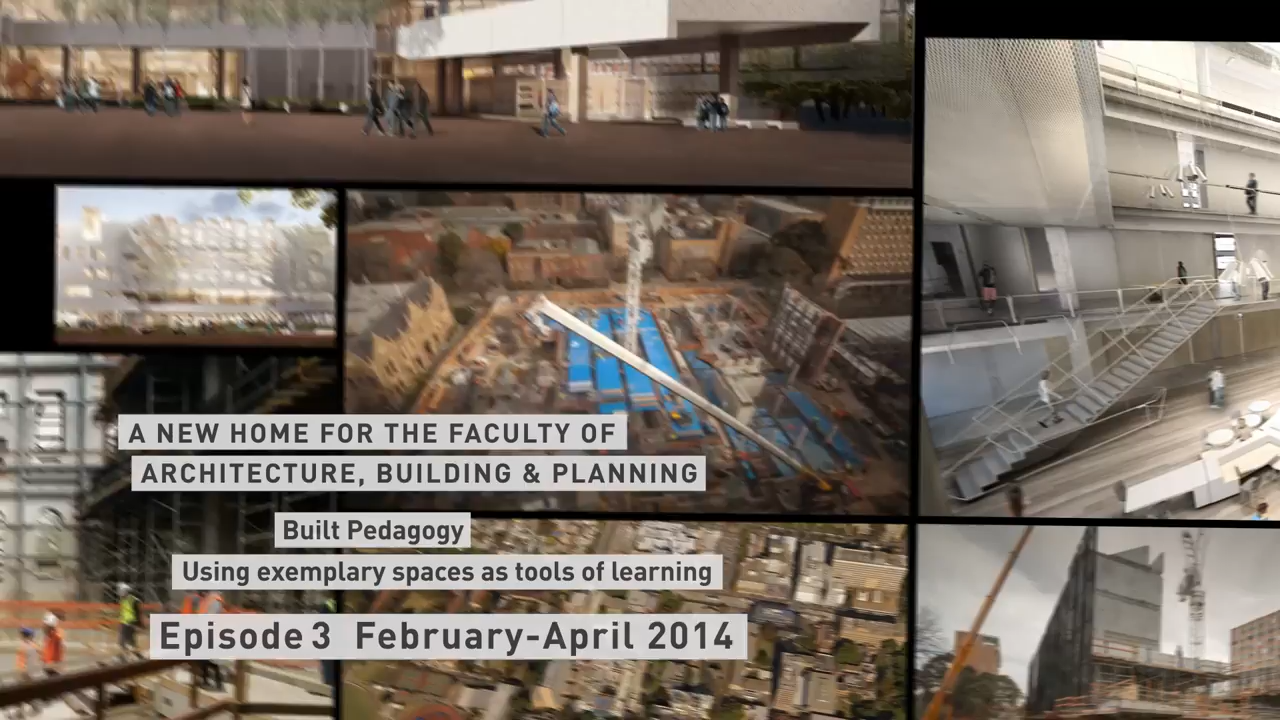 A NEW HOME FOR THE FACULTY OF
ARCHITECTURE, BUILDING & PLANNING
Built Pedagogy
Using exemplary spaces as tools of learning
Episode 3 February-April 2014